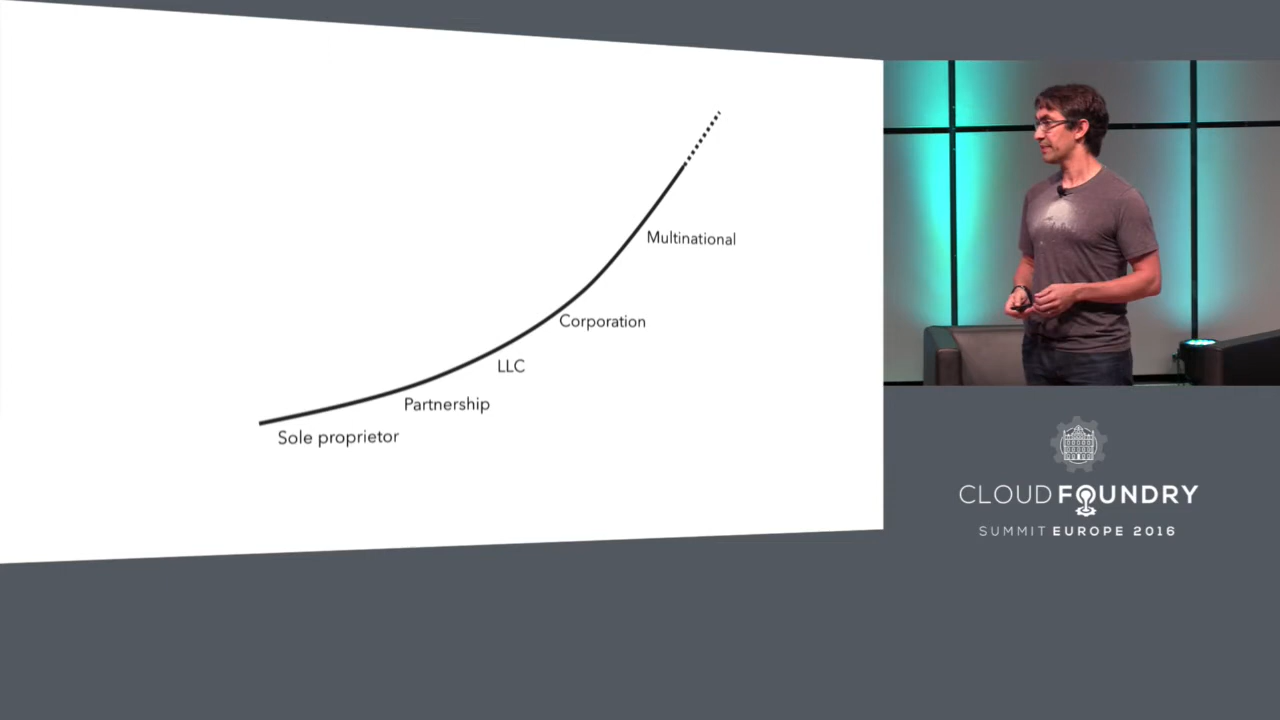 Multinational
Corporation
LLC
Partnership
Sole proprietor
CLOUD FOUNDRY
SUMMIT EUROPE 2016